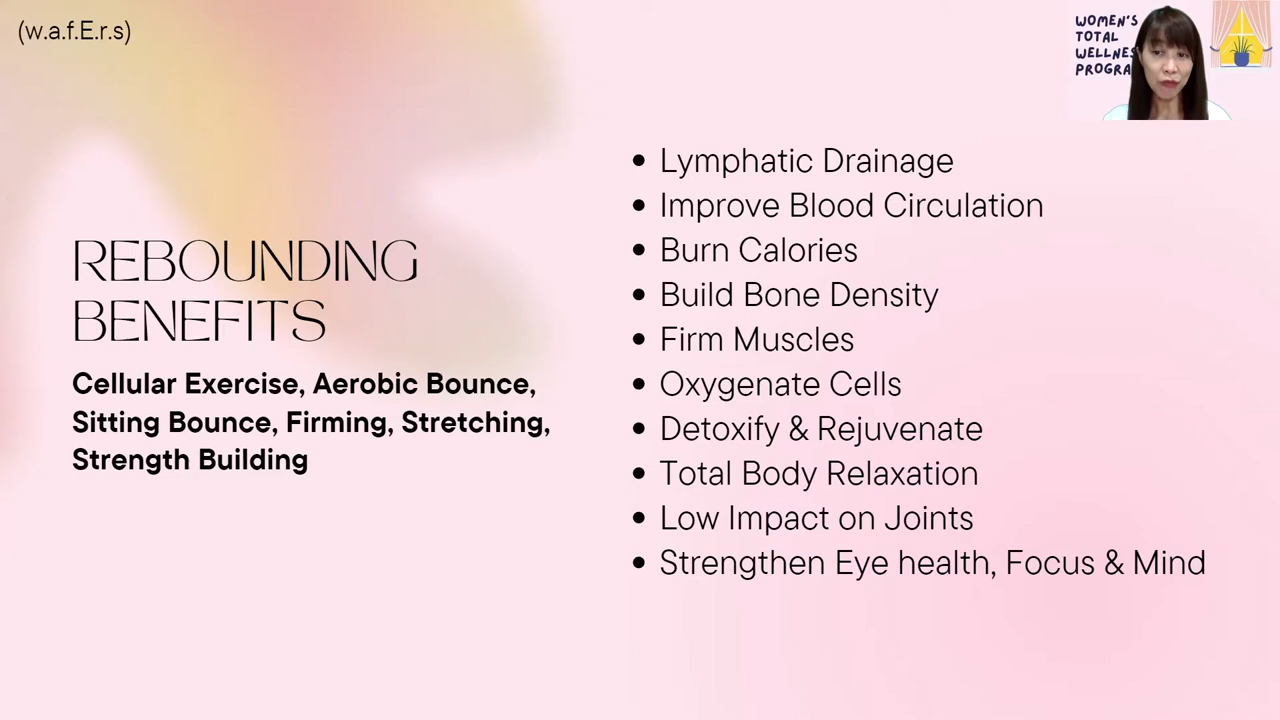 (w.a.f.E.r.s)
WOMEN'S
TOTAL
REBOUNDING
BENEFITS
Cellular Exercise, Aerobic Bounce,
Sitting Bounce, Firming, Stretching,
Strength Building
• Lymphatic Drainage
• Improve Blood Circulation
• Burn Calories
• Build Bone Density
• Firm Muscles
• Oxygenate Cells
• Detoxify & Rejuvenate
• Total Body Relaxation
• Low Impact on Joints
• Strengthen Eye health, Focus & Mind